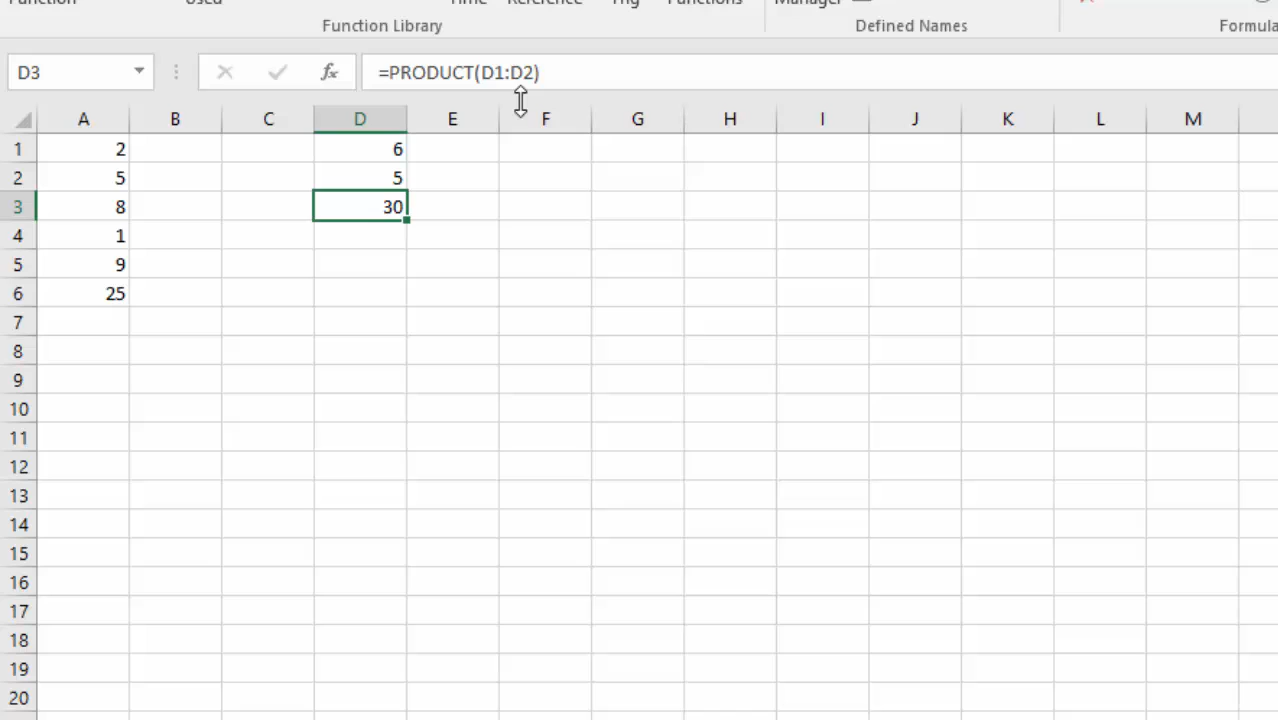 Function Used Time Reference Trig Functions Manager
Function Library Defined Names Formula
D3 fx =PRODUCT(D1:D2)
A B C D E F G H I J K L M
1 2 6
2 5 5
3 8 30
4 1
5 9
6 25
7
8
9
10
11
12
13
14
15
16
17
18
19
20